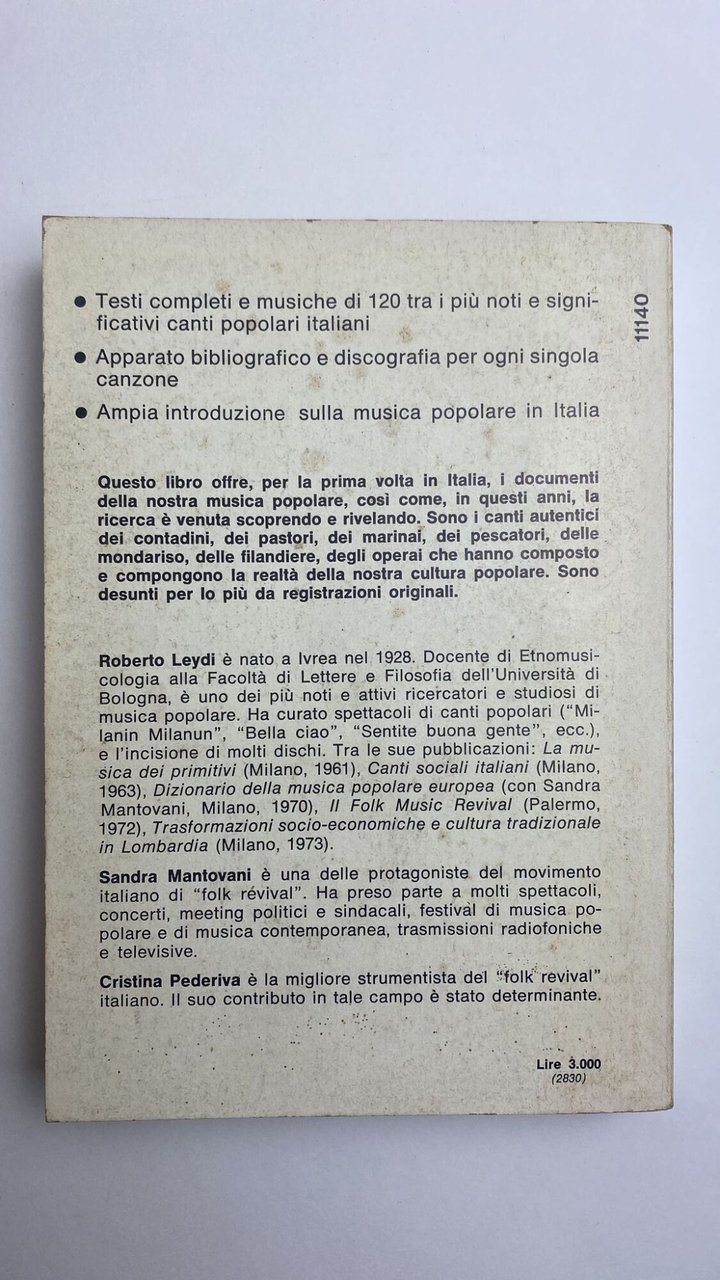 11140
● Testi completi e musiche di 120 tra i più noti e signi-
ficativi canti popolari italiani
● Apparato bibliografico e discografia per ogni singola
canzone
● Ampia introduzione sulla musica popolare in Italia
Questo libro offre, per la prima volta in Italia, i documenti
della nostra musica popolare, così come, in questi anni, la
ricerca è venuta scoprendo e rivelando. Sono i canti autentici
dei contadini, dei pastori, dei marinai, dei pescatori, delle
mondariso, delle filandiere, degli operai che hanno composto
e compongono la realtà della nostra cultura popolare. Sono
desunti per lo più da registrazioni originali.
Roberto Leydi è nato a Ivrea nel 1928. Docente di Etnomusi-
cologia alla Facoltà di Lettere e Filosofia dell'Università di
Bologna, è uno dei più noti e attivi ricercatori e studiosi di
musica popolare. Ha curato spettacoli di canti popolari (“Mi-
lanin Milanun”, “Bella ciao”, “Sentite buona gente”, ecc.),
e l'incisione di molti dischi. Tra le sue pubblicazioni: La mu-
sica dei primitivi (Milano, 1961), Canti sociali italiani (Milano,
1963), Dizionario della musica popolare europea (con Sandra
Mantovani, Milano, 1970), Il Folk Music Revival (Palermo,
1972), Trasformazioni socio-economiche e cultura tradizionale
in Lombardia (Milano, 1973).
Sandra Mantovani è una delle protagoniste del movimento
italiano di “folk révival”. Ha preso parte a molti spettacoli,
concerti, meeting politici e sindacali, festival di musica po-
polare e di musica contemporanea, trasmissioni radiofoniche
e televisive.
Cristina Pederiva è la migliore strumentista del “folk revival”
italiano. Il suo contributo in tale campo è stato determinante.
Lire 3.000
(2830)